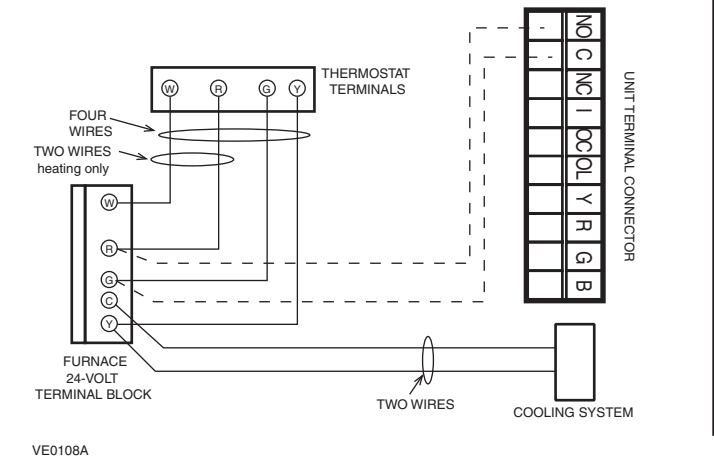 NO
C
NC
I
OC
OL
Y
R
G
B
UNIT TERMINAL CONNECTOR
THERMOSTAT
TERMINALS
W
R
G
Y
FOUR
WIRES
TWO WIRES
heating only
W
R
G
C
Y
FURNACE
24-VOLT
TERMINAL BLOCK
TWO WIRES
COOLING SYSTEM
VE0108A